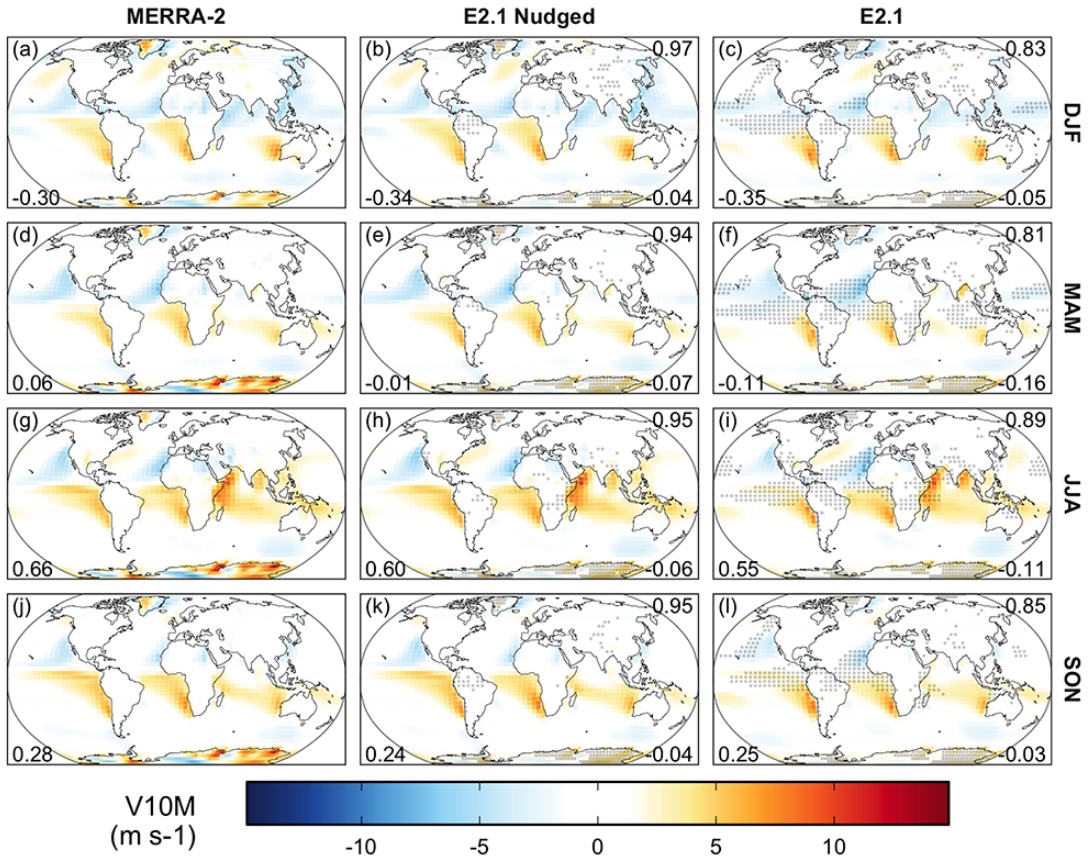 MERRA-2 E2.1 Nudged E2.1
(a) (b) 0.97 (c) 0.83
DJF
-0.30 -0.34 -0.04 -0.35 -0.05
(d) (e) 0.94 (f) 0.81
MAM
0.06 -0.01 -0.07 -0.11 -0.16
(g) (h) 0.95 (i) 0.89
JJA
0.66 0.60 -0.06 0.55 -0.11
(j) (k) 0.95 (l) 0.85
SON
0.28 0.24 -0.04 0.25 -0.03
V10M
(m s-1)
-10 -5 0 5 10